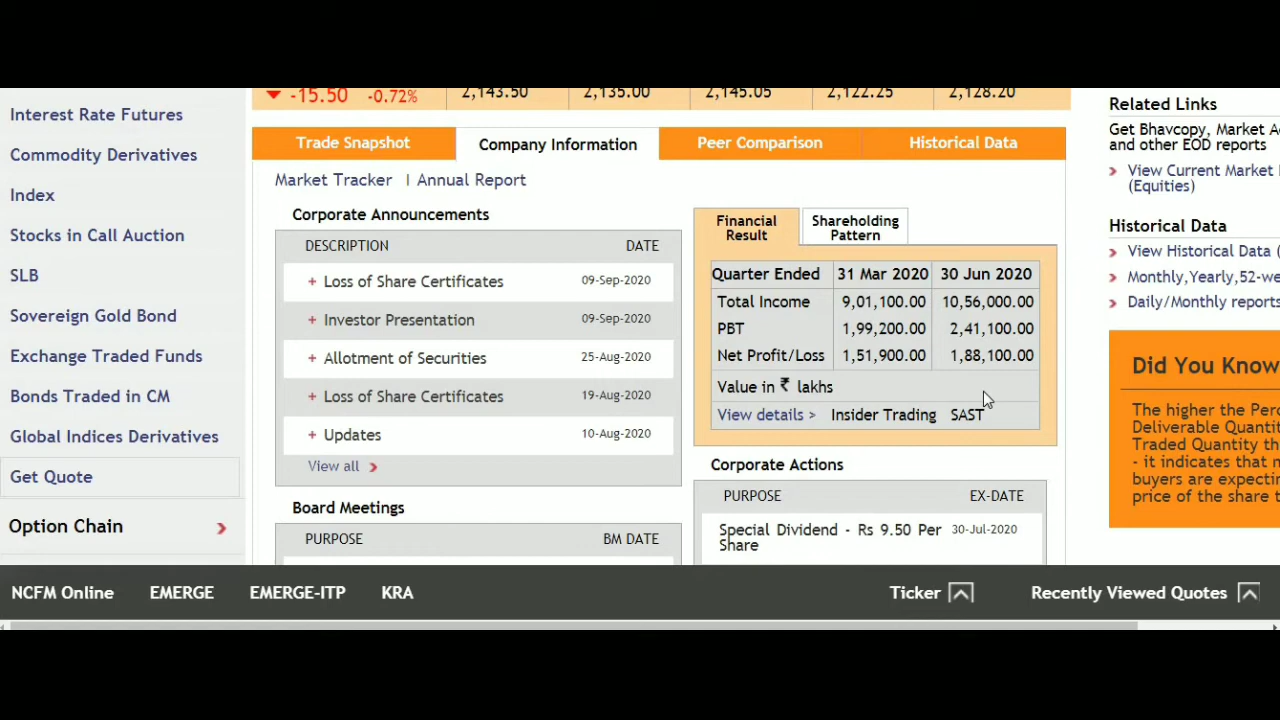 Interest Rate Futures
Commodity Derivatives
Index
Stocks in Call Auction
SLB
Sovereign Gold Bond
Exchange Traded Funds
Bonds Traded in CM
Global Indices Derivatives
Get Quote
Option Chain
-15.50 -0.72% 2,143.50 2,135.00 2,145.05 2,122.25 2,128.20
Trade Snapshot Company Information Peer Comparison Historical Data
Market Tracker | Annual Report
Corporate Announcements
DESCRIPTION DATE
+ Loss of Share Certificates 09-Sep-2020
+ Investor Presentation 09-Sep-2020
+ Allotment of Securities 25-Aug-2020
+ Loss of Share Certificates 19-Aug-2020
+ Updates 10-Aug-2020
View all
Board Meetings
PURPOSE BM DATE
Financial Result
Shareholding Pattern
Quarter Ended 31 Mar 2020 30 Jun 2020
Total Income 9,01,100.00 10,56,000.00
PBT 1,99,200.00 2,41,100.00
Net Profit/Loss 1,51,900.00 1,88,100.00
Value in ₹ lakhs
View details > Insider Trading SAST
Corporate Actions
PURPOSE EX-DATE
Special Dividend - Rs 9.50 Per 30-Jul-2020
Share
Related Links
Get Bhavcopy, Market A
and other EOD reports
View Current Market
(Equities)
Historical Data
View Historical Data (
Monthly,Yearly,52-we
Daily/Monthly reports
Did You Know
The higher the Perc
Deliverable Quantit
Traded Quantity th
- it indicates that m
buyers are expectin
price of the share t
NCFM Online EMERGE EMERGE-ITP KRA Ticker Recently Viewed Quotes